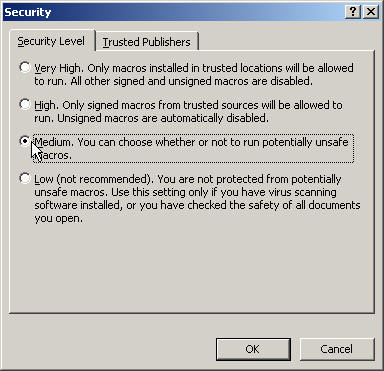 Security
Security Level
Trusted Publishers
Very High. Only macros installed in trusted locations will be allowed
to run. All other signed and unsigned macros are disabled.
High. Only signed macros from trusted sources will be allowed to
run. Unsigned macros are automatically disabled.
Medium. You can choose whether or not to run potentially unsafe
macros.
Low (not recommended). You are not protected from potentially
unsafe macros. Use this setting only if you have virus scanning
software installed, or you have checked the safety of all documents
you open.
OK
Cancel